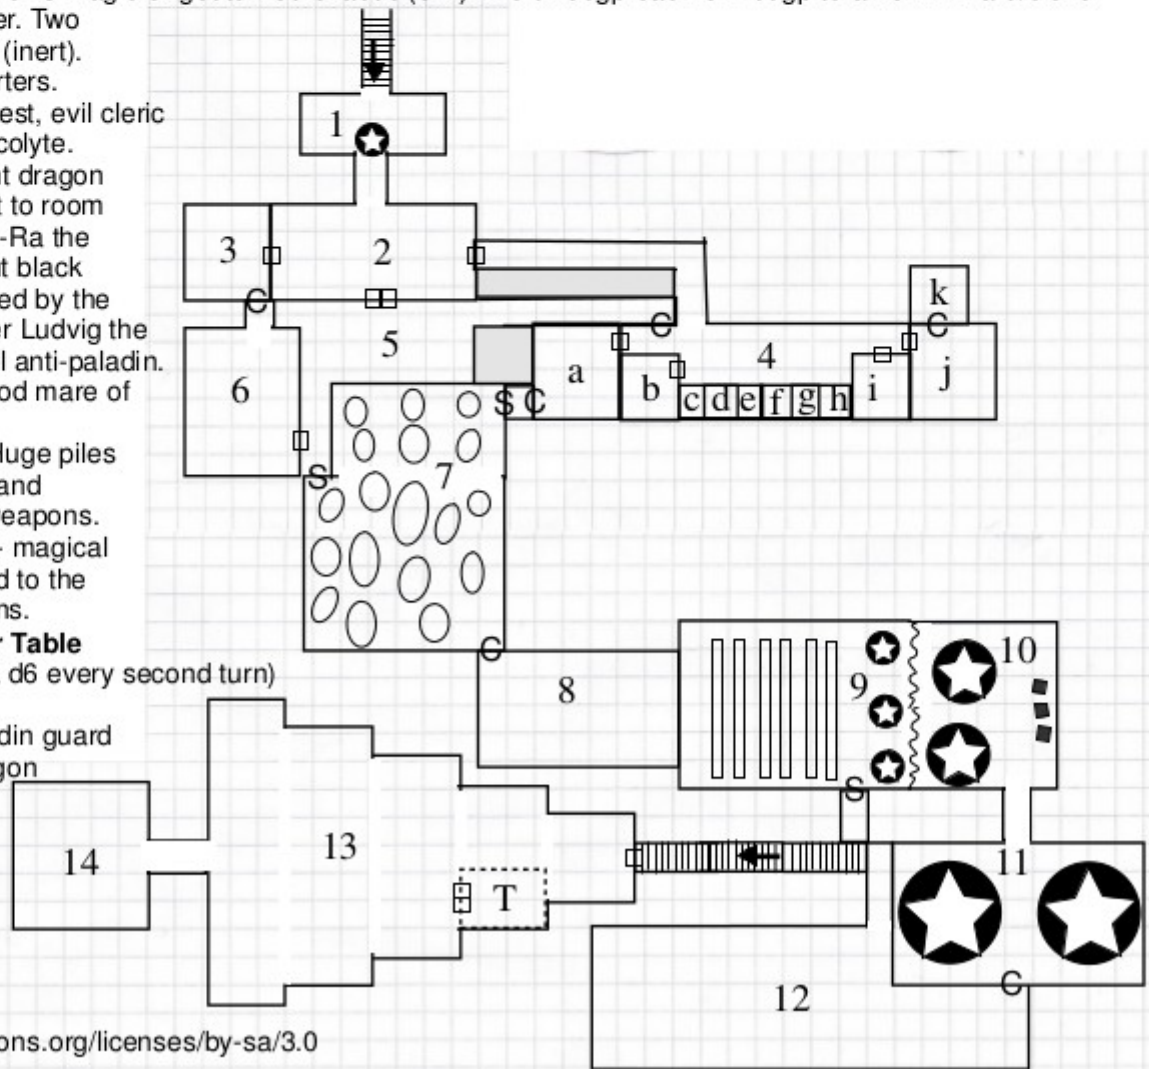 er. Two
(inert).
rters.
est, evil cleric
colyte.
nt dragon
t to room
-Ra the
t black
ed by the
er Ludvig the
l anti-paladin.
od mare of
Huge piles
and
eapons.
- magical
d to the
ns.
r Table
d6 every second turn)
din guard
gon
ons.org/licenses/by-sa/3.0
1
3
2
C
5
6
S
S
C
7
C
a
b
c
d
e
f
g
h
i
4
C
j
k
C
8
9
10
S
11
C
12
13
T
14